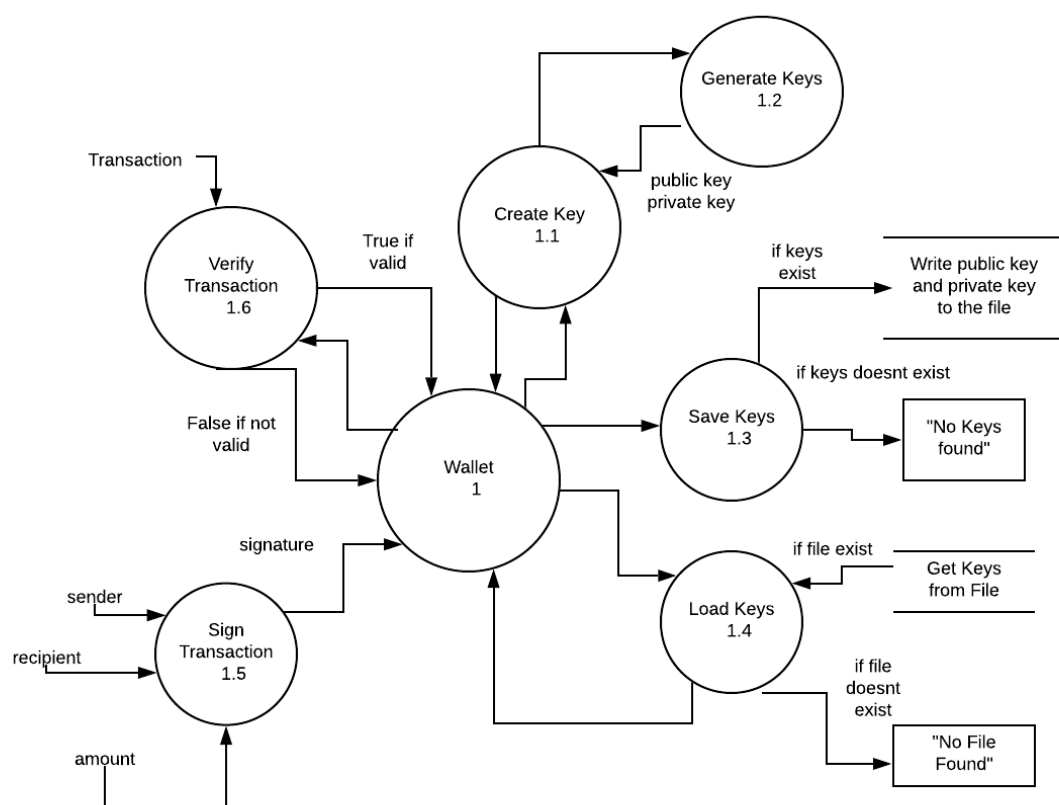 Generate Keys
1.2
Transaction
public key
private key
Create Key
1.1
True if
valid
if keys
exist
Verify
Transaction
1.6
Write public key
and private key
to the file
if keys doesnt exist
Save Keys
1.3
"No Keys
found"
False if not
valid
Wallet
1
signature
if file exist
Get Keys
from File
sender
Load Keys
1.4
Sign
Transaction
1.5
recipient
if file
doesnt
exist
"No File
Found"
amount